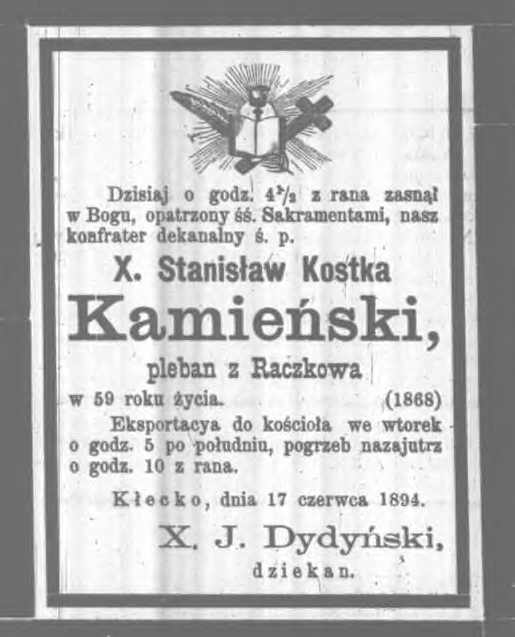 Dzisiaj o godz. 4½ z rana zasnął
w Bogu, opatrzony śś. Sakramentami, nasz
konfrater dekanalny ś. p.
X. Stanisław Kostka
Kamieński,
pleban z Raczkowa
w 59 roku życia. (1868)
Eksportacya do kościoła we wtorek
o godz. 5 po południu, pogrzeb nazajutrz
o godz. 10 z rana.
Kłecko, dnia 17 czerwca 1894.
X. J. Dydyński,
dziekan.